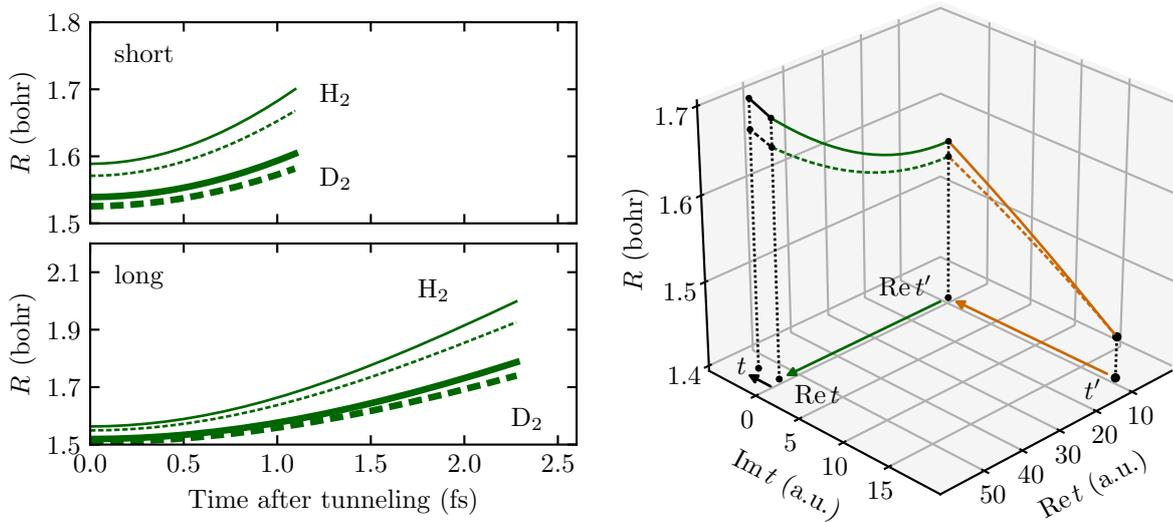 1.8
short
1.7
H₂
R (bohr)
1.6
D₂
1.5
2.1
long
H₂
1.9
R (bohr)
1.7
D₂
1.5
0.0 0.5 1.0 1.5 2.0 2.5
Time after tunneling (fs)
1.7
1.6
R (bohr)
1.5
Re t′
1.4
t
Re t
t′
0
5
10
15
Im t (a.u.)
10
20
30
40
50
Re t (a.u.)